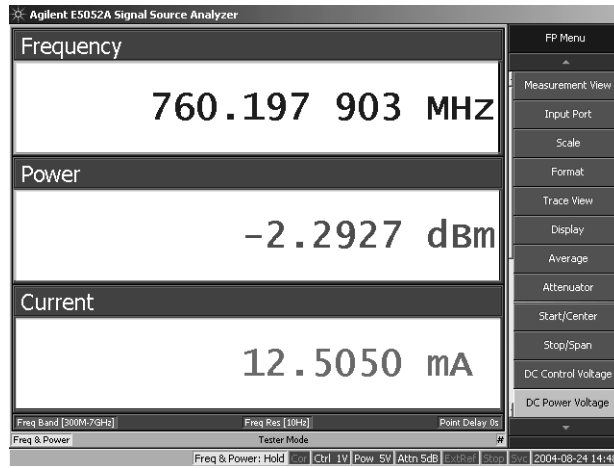 Agilent E5052A Signal Source Analyzer
Frequency
760.197 903 MHz
Power
-2.2927 dBm
Current
12.5050 mA
Freq Band [300M-7GHz] Freq Res [10Hz] Point Delay 0s
Freq & Power Tester Mode #
Freq & Power: Hold Cor Ctrl 1V Pow 5V Attn 5dB ExtRef Stop Svc 2004-08-24
FP Menu
Measurement View
Input Port
Scale
Format
Trace View
Display
Average
Attenuator
Start/Center
Stop/Span
DC Control Voltage
DC Power Voltage